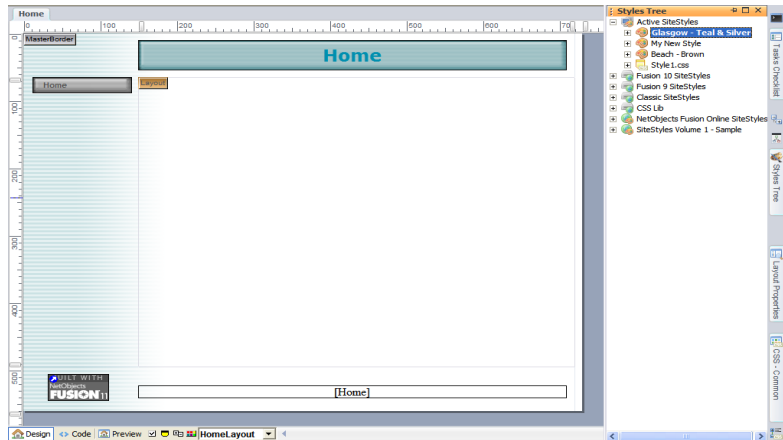 Home
0 100 200 300 400 500 600 70
MasterBorder
Home
Home
Layout
0
100
200
300
400
500
UILT WITH
NetObjects
FUSION 11
[Home]
Design Code Preview HomeLayout
Styles Tree
Active SiteStyles
Glasgow - Teal & Silver
My New Style
Beach - Brown
Style1.css
Fusion 10 SiteStyles
Fusion 9 SiteStyles
Classic SiteStyles
CSS Lib
NetObjects Fusion Online SiteStyles
SiteStyles Volume 1 - Sample
Tasks Checklist
Styles Tree
Layout Properties
CSS - Common